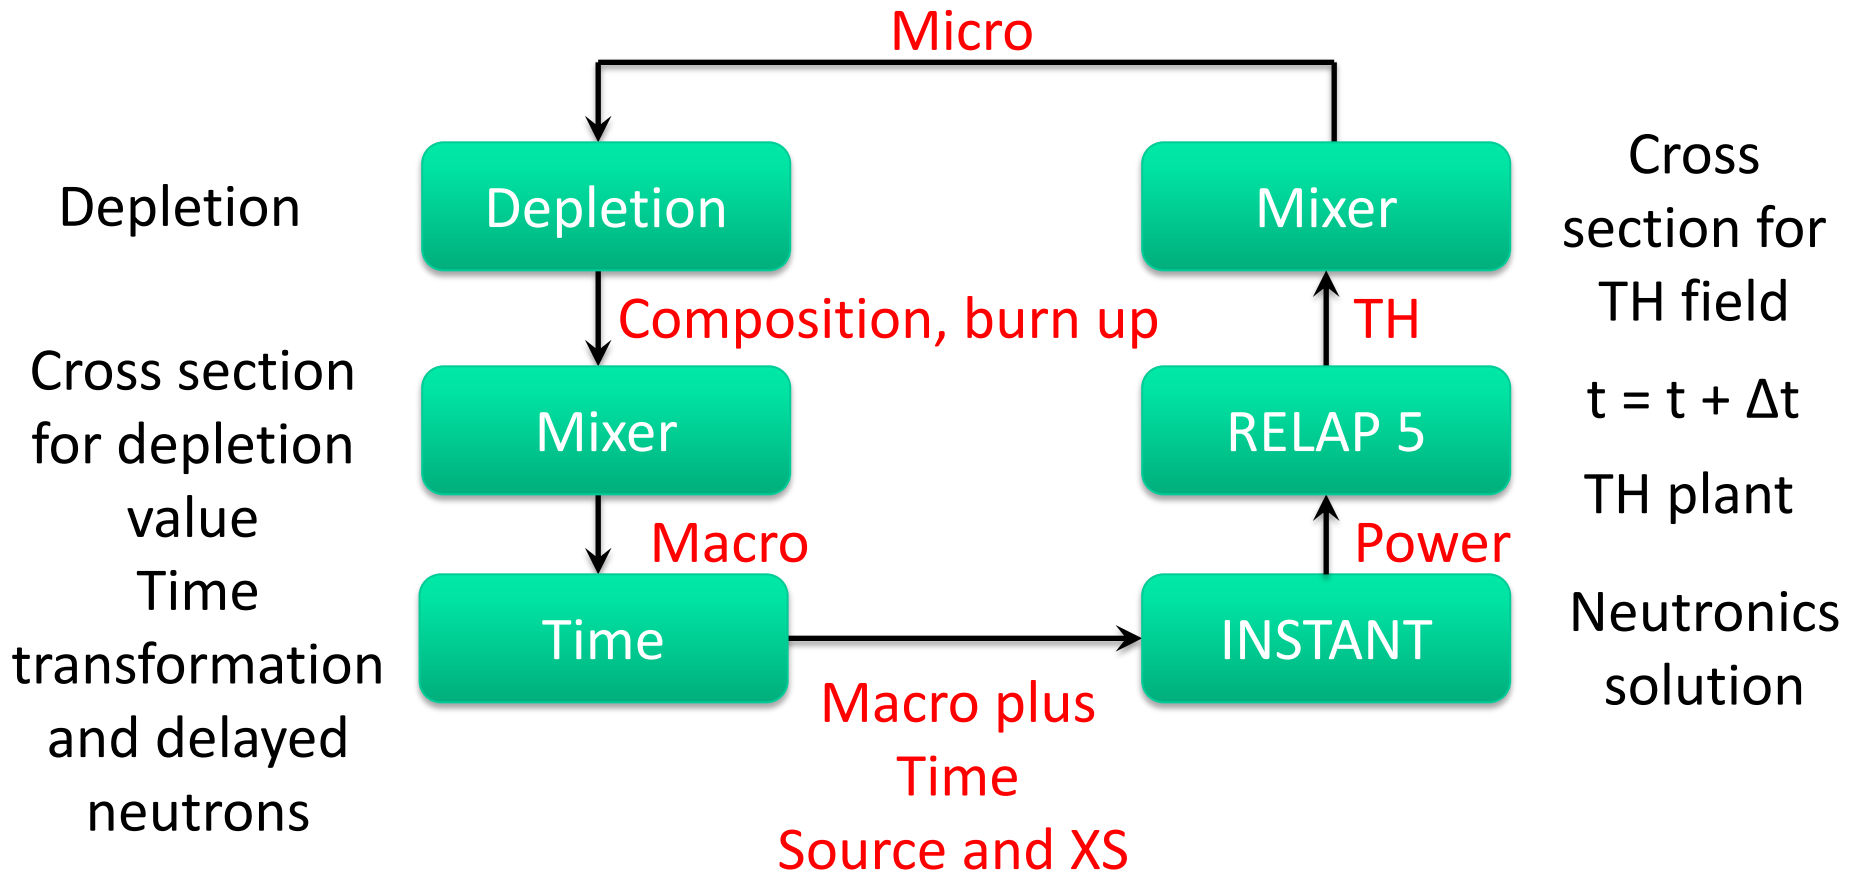 Micro
Depletion
Depletion
Mixer
Cross
section for
TH field
Composition, burn up
TH
Cross section
for depletion
value
Mixer
RELAP 5
t = t + Δt
TH plant
Macro
Power
Time
transformation
and delayed
neutrons
Time
INSTANT
Neutronics
solution
Macro plus
Time
Source and XS